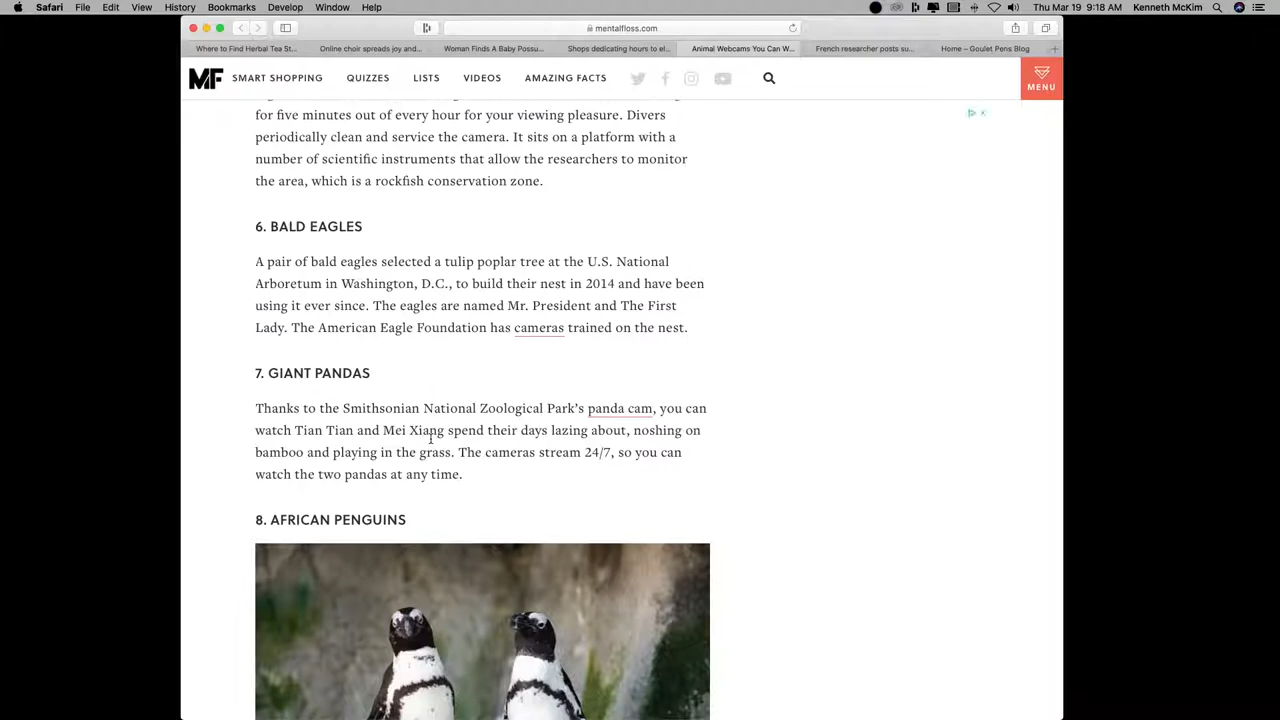 Safari File Edit View History Bookmarks Develop Window Help Thu Mar 19 9:18 AM Kenneth McKim
mentalfloss.com
Where to Find Herbal Tea St... Online choir spreads joy and... Woman Finds A Baby Possu... Shops dedicating hours to el... Animal Webcams You Can W... French researcher posts su... Home – Goulet Pens Blog
MF SMART SHOPPING QUIZZES LISTS VIDEOS AMAZING FACTS MENU
for five minutes out of every hour for your viewing pleasure. Divers
periodically clean and service the camera. It sits on a platform with a
number of scientific instruments that allow the researchers to monitor
the area, which is a rockfish conservation zone.
6. BALD EAGLES
A pair of bald eagles selected a tulip poplar tree at the U.S. National
Arboretum in Washington, D.C., to build their nest in 2014 and have been
using it ever since. The eagles are named Mr. President and The First
Lady. The American Eagle Foundation has cameras trained on the nest.
7. GIANT PANDAS
Thanks to the Smithsonian National Zoological Park’s panda cam, you can
watch Tian Tian and Mei Xiang spend their days lazing about, noshing on
bamboo and playing in the grass. The cameras stream 24/7, so you can
watch the two pandas at any time.
8. AFRICAN PENGUINS